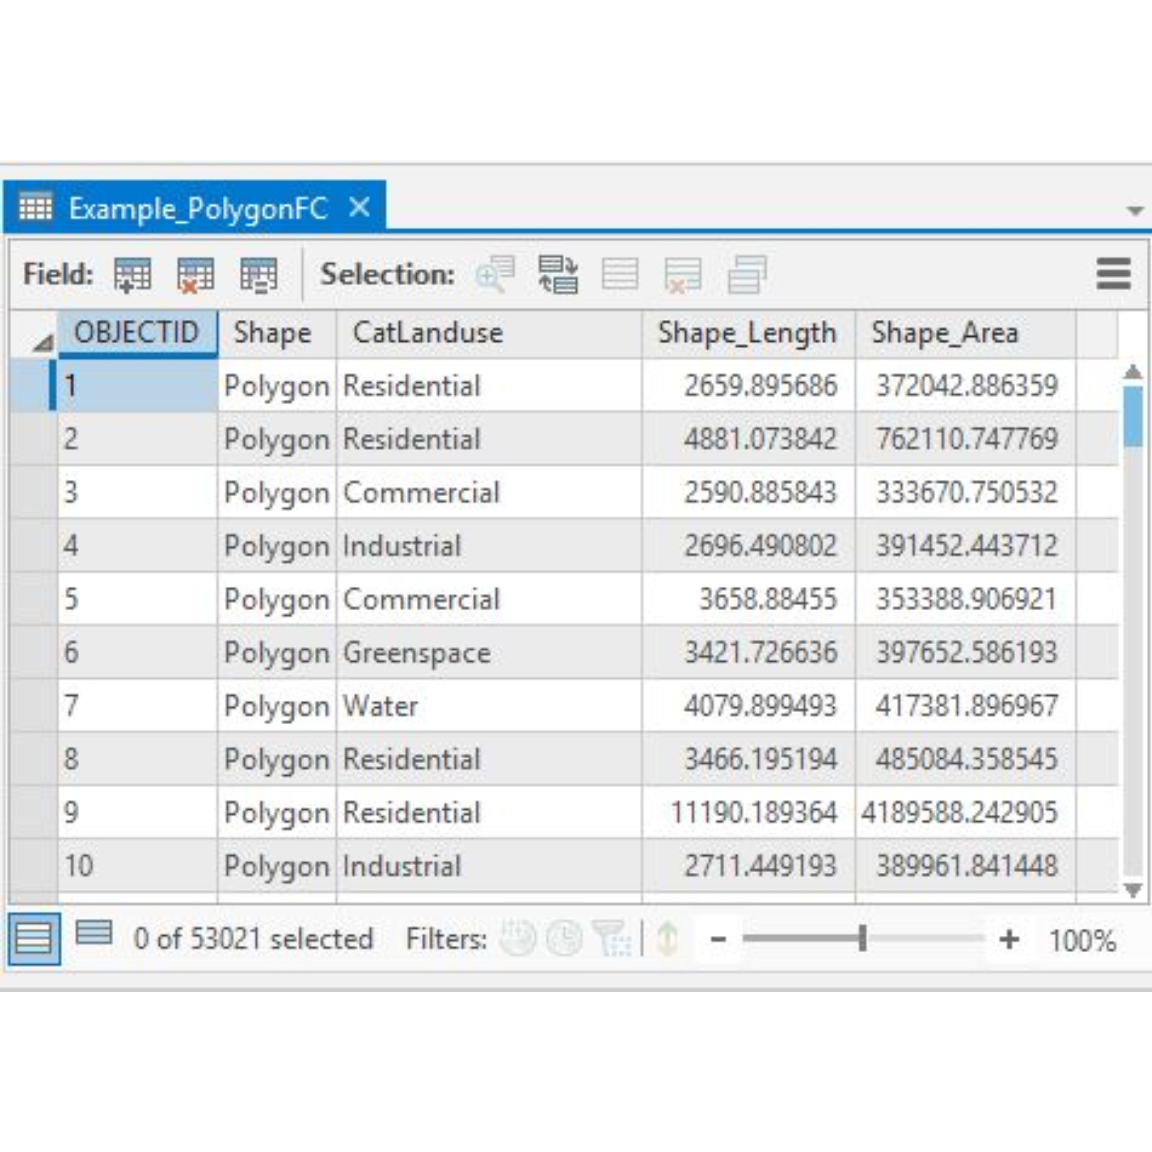 Example_PolygonFC
Field: Selection:
OBJECTID Shape CatLanduse Shape_Length Shape_Area
1 Polygon Residential 2659.895686 372042.886359
2 Polygon Residential 4881.073842 762110.747769
3 Polygon Commercial 2590.885843 333670.750532
4 Polygon Industrial 2696.490802 391452.443712
5 Polygon Commercial 3658.88455 353388.906921
6 Polygon Greenspace 3421.726636 397652.586193
7 Polygon Water 4079.899493 417381.896967
8 Polygon Residential 3466.195194 485084.358545
9 Polygon Residential 11190.189364 4189588.242905
10 Polygon Industrial 2711.449193 389961.841448
0 of 53021 selected Filters: - + 100%